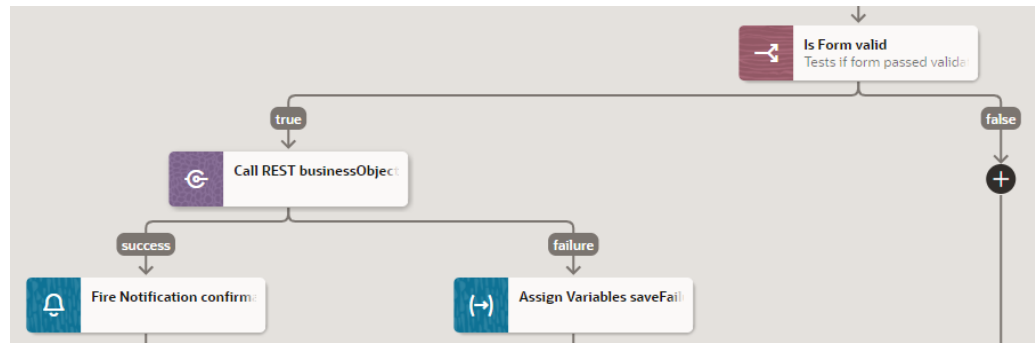 Is Form valid
Tests if form passed valida
true
false
Call REST businessObject
success
failure
Fire Notification confirma
Assign Variables saveFail